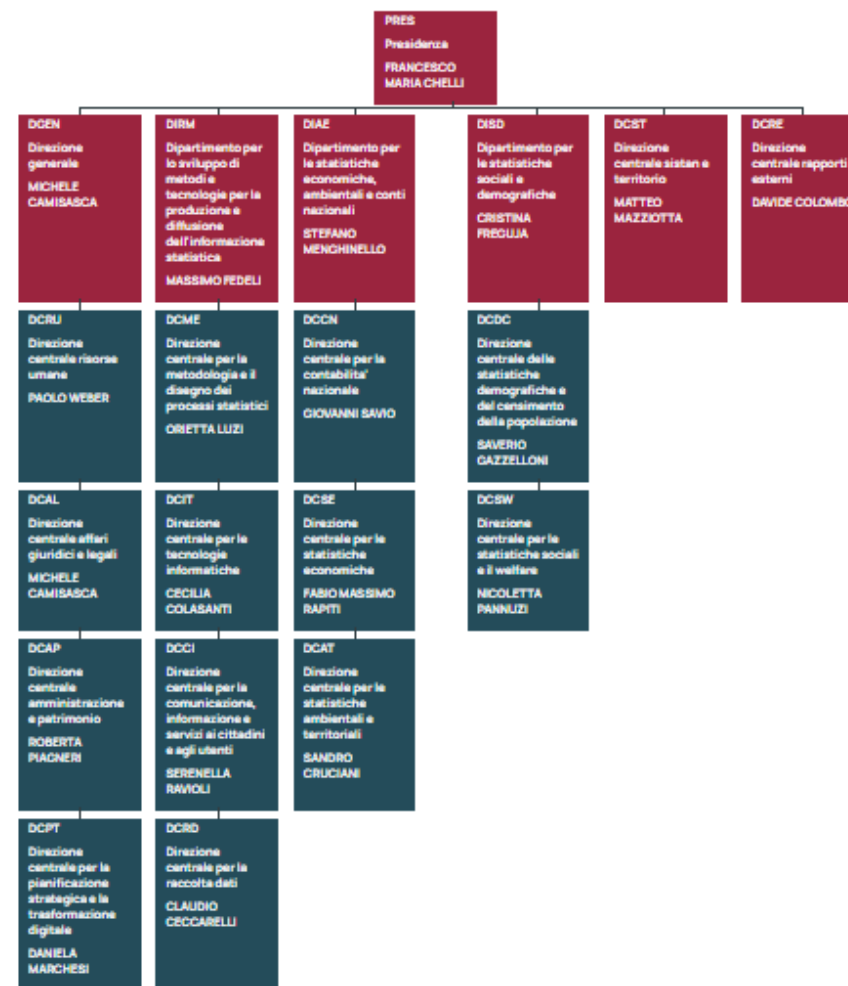 PRES
Presidenza
FRANCESCO
MARIA CHELLI
DGEN
Direzione
generale
MICHELE
CAMISASCA
DIRM
Dipartimento per
lo sviluppo di
metodi e
tecnologie per la
produzione e
diffusione
dell'informazione
statistica
MASSIMO FEDELI
DIAE
Dipartimento per
le statistiche
economiche,
ambientali e conti
nazionali
STEFANO
MENGHINELLO
DISD
Dipartimento per
le statistiche
sociali e
demografiche
CRISTINA
FREGUJA
DCST
Direzione
centrale sistan e
territorio
MATTEO
MAZZIOTTA
DCRE
Direzione
centrale rapporti
esterni
DAVIDE COLOMBO
DCRU
Direzione
centrale risorse
umane
PAOLO WEBER
DCME
Direzione
centrale per la
metodologia e il
disegno dei
processi statistici
ORIETTA LUZI
DCCN
Direzione
centrale per la
contabilita'
nazionale
GIOVANNI SAVIO
DCDC
Direzione
centrale delle
statistiche
demografiche e
del censimento
della popolazione
SAVERIO
GAZZELLONI
DCAL
Direzione
centrale affari
giuridici e legali
MICHELE
CAMISASCA
DCIT
Direzione
centrale per le
tecnologie
informatiche
CECILIA
COLASANTI
DCSE
Direzione
centrale per le
statistiche
economiche
FABIO MASSIMO
RAPITI
DCSW
Direzione
centrale per le
statistiche sociali
e il welfare
NICOLETTA
PANNUZI
DCAP
Direzione
centrale
amministrazione
e patrimonio
ROBERTA
PIAGNERI
DCCI
Direzione
centrale per la
comunicazione,
informazione e
servizi ai cittadini
e agli utenti
SERENELLA
RAVIOLI
DCAT
Direzione
centrale per le
statistiche
ambientali e
territoriali
SANDRO
CRUCIANI
DCPT
Direzione
centrale per la
pianificazione
strategica e la
trasformazione
digitale
DANIELA
MARCHESI
DCRD
Direzione
centrale per la
raccolta dati
CLAUDIO
CECCARELLI